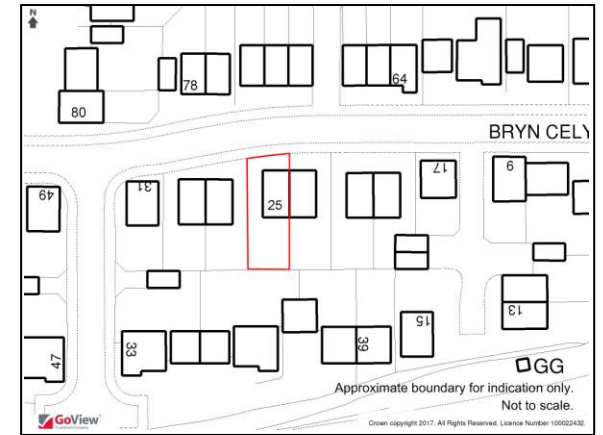 N
78
64
80
BRYN CELY
49
31
25
17
9
13
15
39
33
47
GG
Approximate boundary for indication only.
Not to scale.
GoView
Crown copyright 2017. All Rights Reserved. Licence Number 100022432.